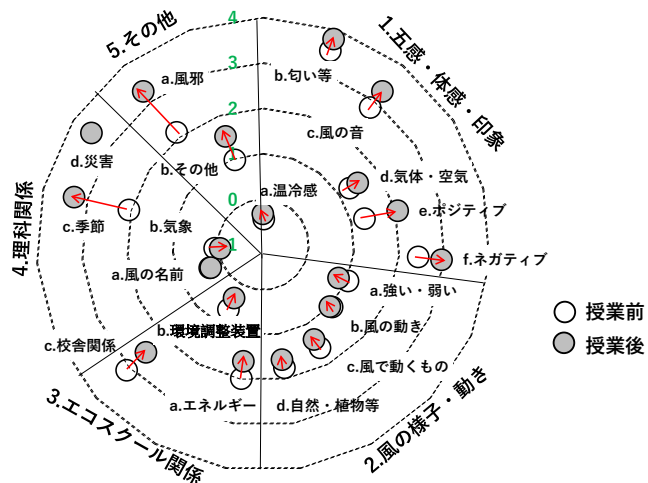 5.その他
4
1.五感・体感・印象
3
a.風邪
b.匂い等
2
c.風の音
d.災害
b.その他
1
d.気体・空気
a.温冷感
0
e.ポジティブ
c.季節
b.気象
4.理科関係
1
f.ネガティブ
a.風の名前
a.強い・弱い
授業前
b.環境調整装置
b.風の動き
c.校舎関係
授業後
c.風で動くもの
a.エネルギー
d.自然・植物等
3.エコスクール関係
2.風の様子・動き